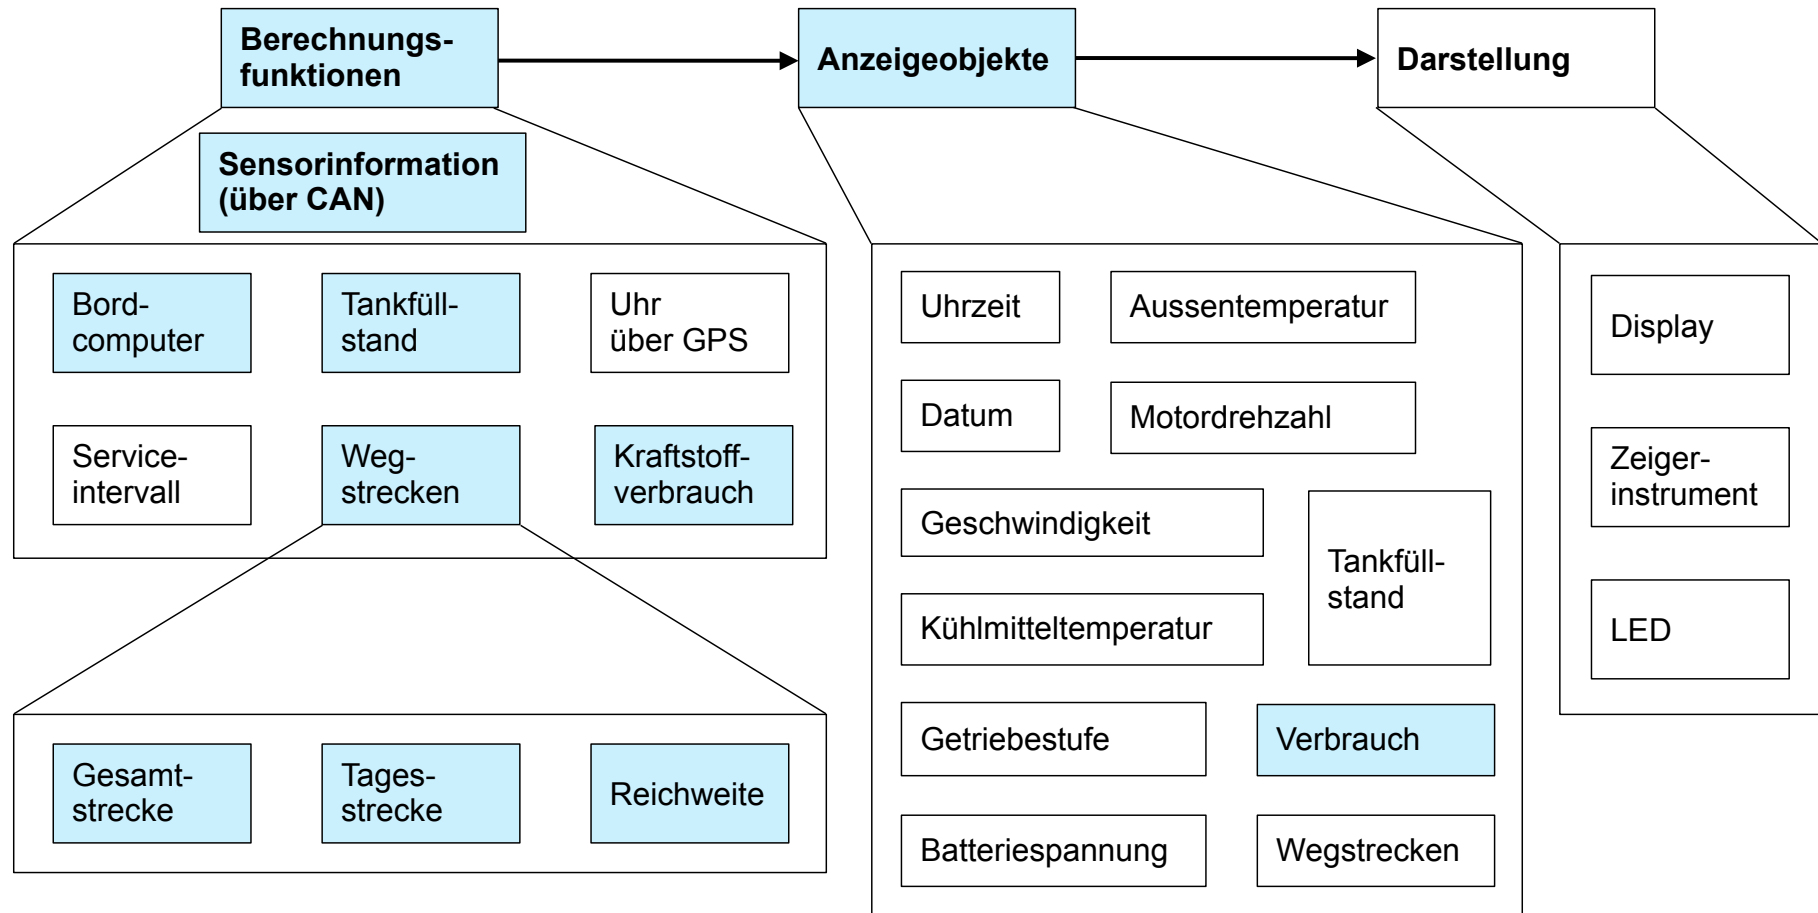 Berechnungs-
funktionen
Anzeigeobjekte
Darstellung
Sensorinformation
(über CAN)
Bord-
computer
Tankfüll-
stand
Uhr
über GPS
Service-
intervall
Weg-
strecken
Kraftstoff-
verbrauch
Gesamt-
strecke
Tages-
strecke
Reichweite
Uhrzeit
Aussentemperatur
Datum
Motordrehzahl
Geschwindigkeit
Tankfüll-
stand
Kühlmitteltemperatur
Getriebestufe
Verbrauch
Batteriespannung
Wegstrecken
Display
Zeiger-
instrument
LED